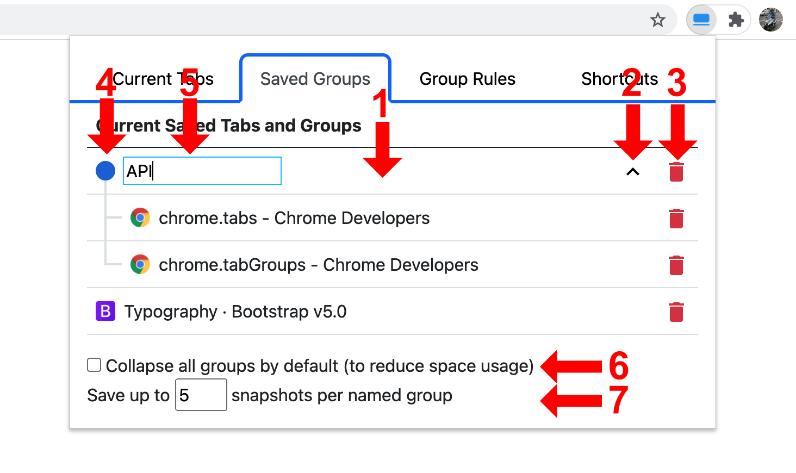 Current Tabs
Saved Groups
Group Rules
Shortcuts
4
5
1
2
3
Current Saved Tabs and Groups
API
chrome.tabs - Chrome Developers
chrome.tabGroups - Chrome Developers
B Typography · Bootstrap v5.0
Collapse all groups by default (to reduce space usage)
6
Save up to 5 snapshots per named group
7